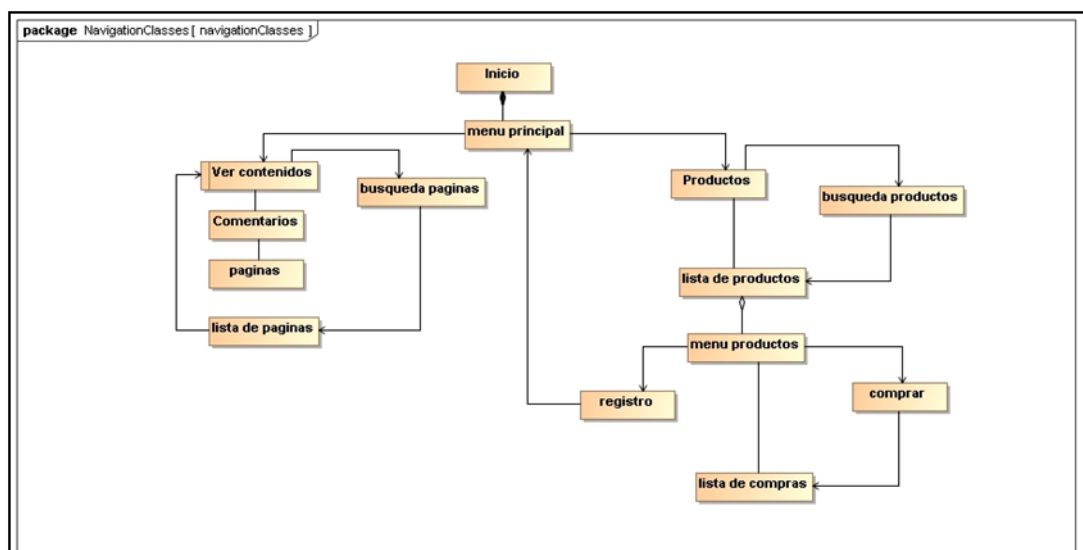 package NavigationClasses [ navigationClasses ]
Inicio
menu principal
Ver contenidos
busqueda paginas
Productos
busqueda productos
Comentarios
paginas
lista de productos
lista de paginas
menu productos
registro
comprar
lista de compras